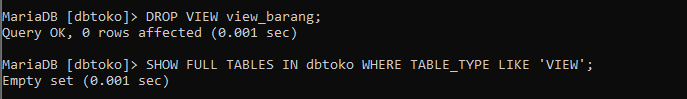 MariaDB [dbtoko]> DROP VIEW view_barang;
Query OK, 0 rows affected (0.001 sec)
MariaDB [dbtoko]> SHOW FULL TABLES IN dbtoko WHERE TABLE_TYPE LIKE 'VIEW';
Empty set (0.001 sec)